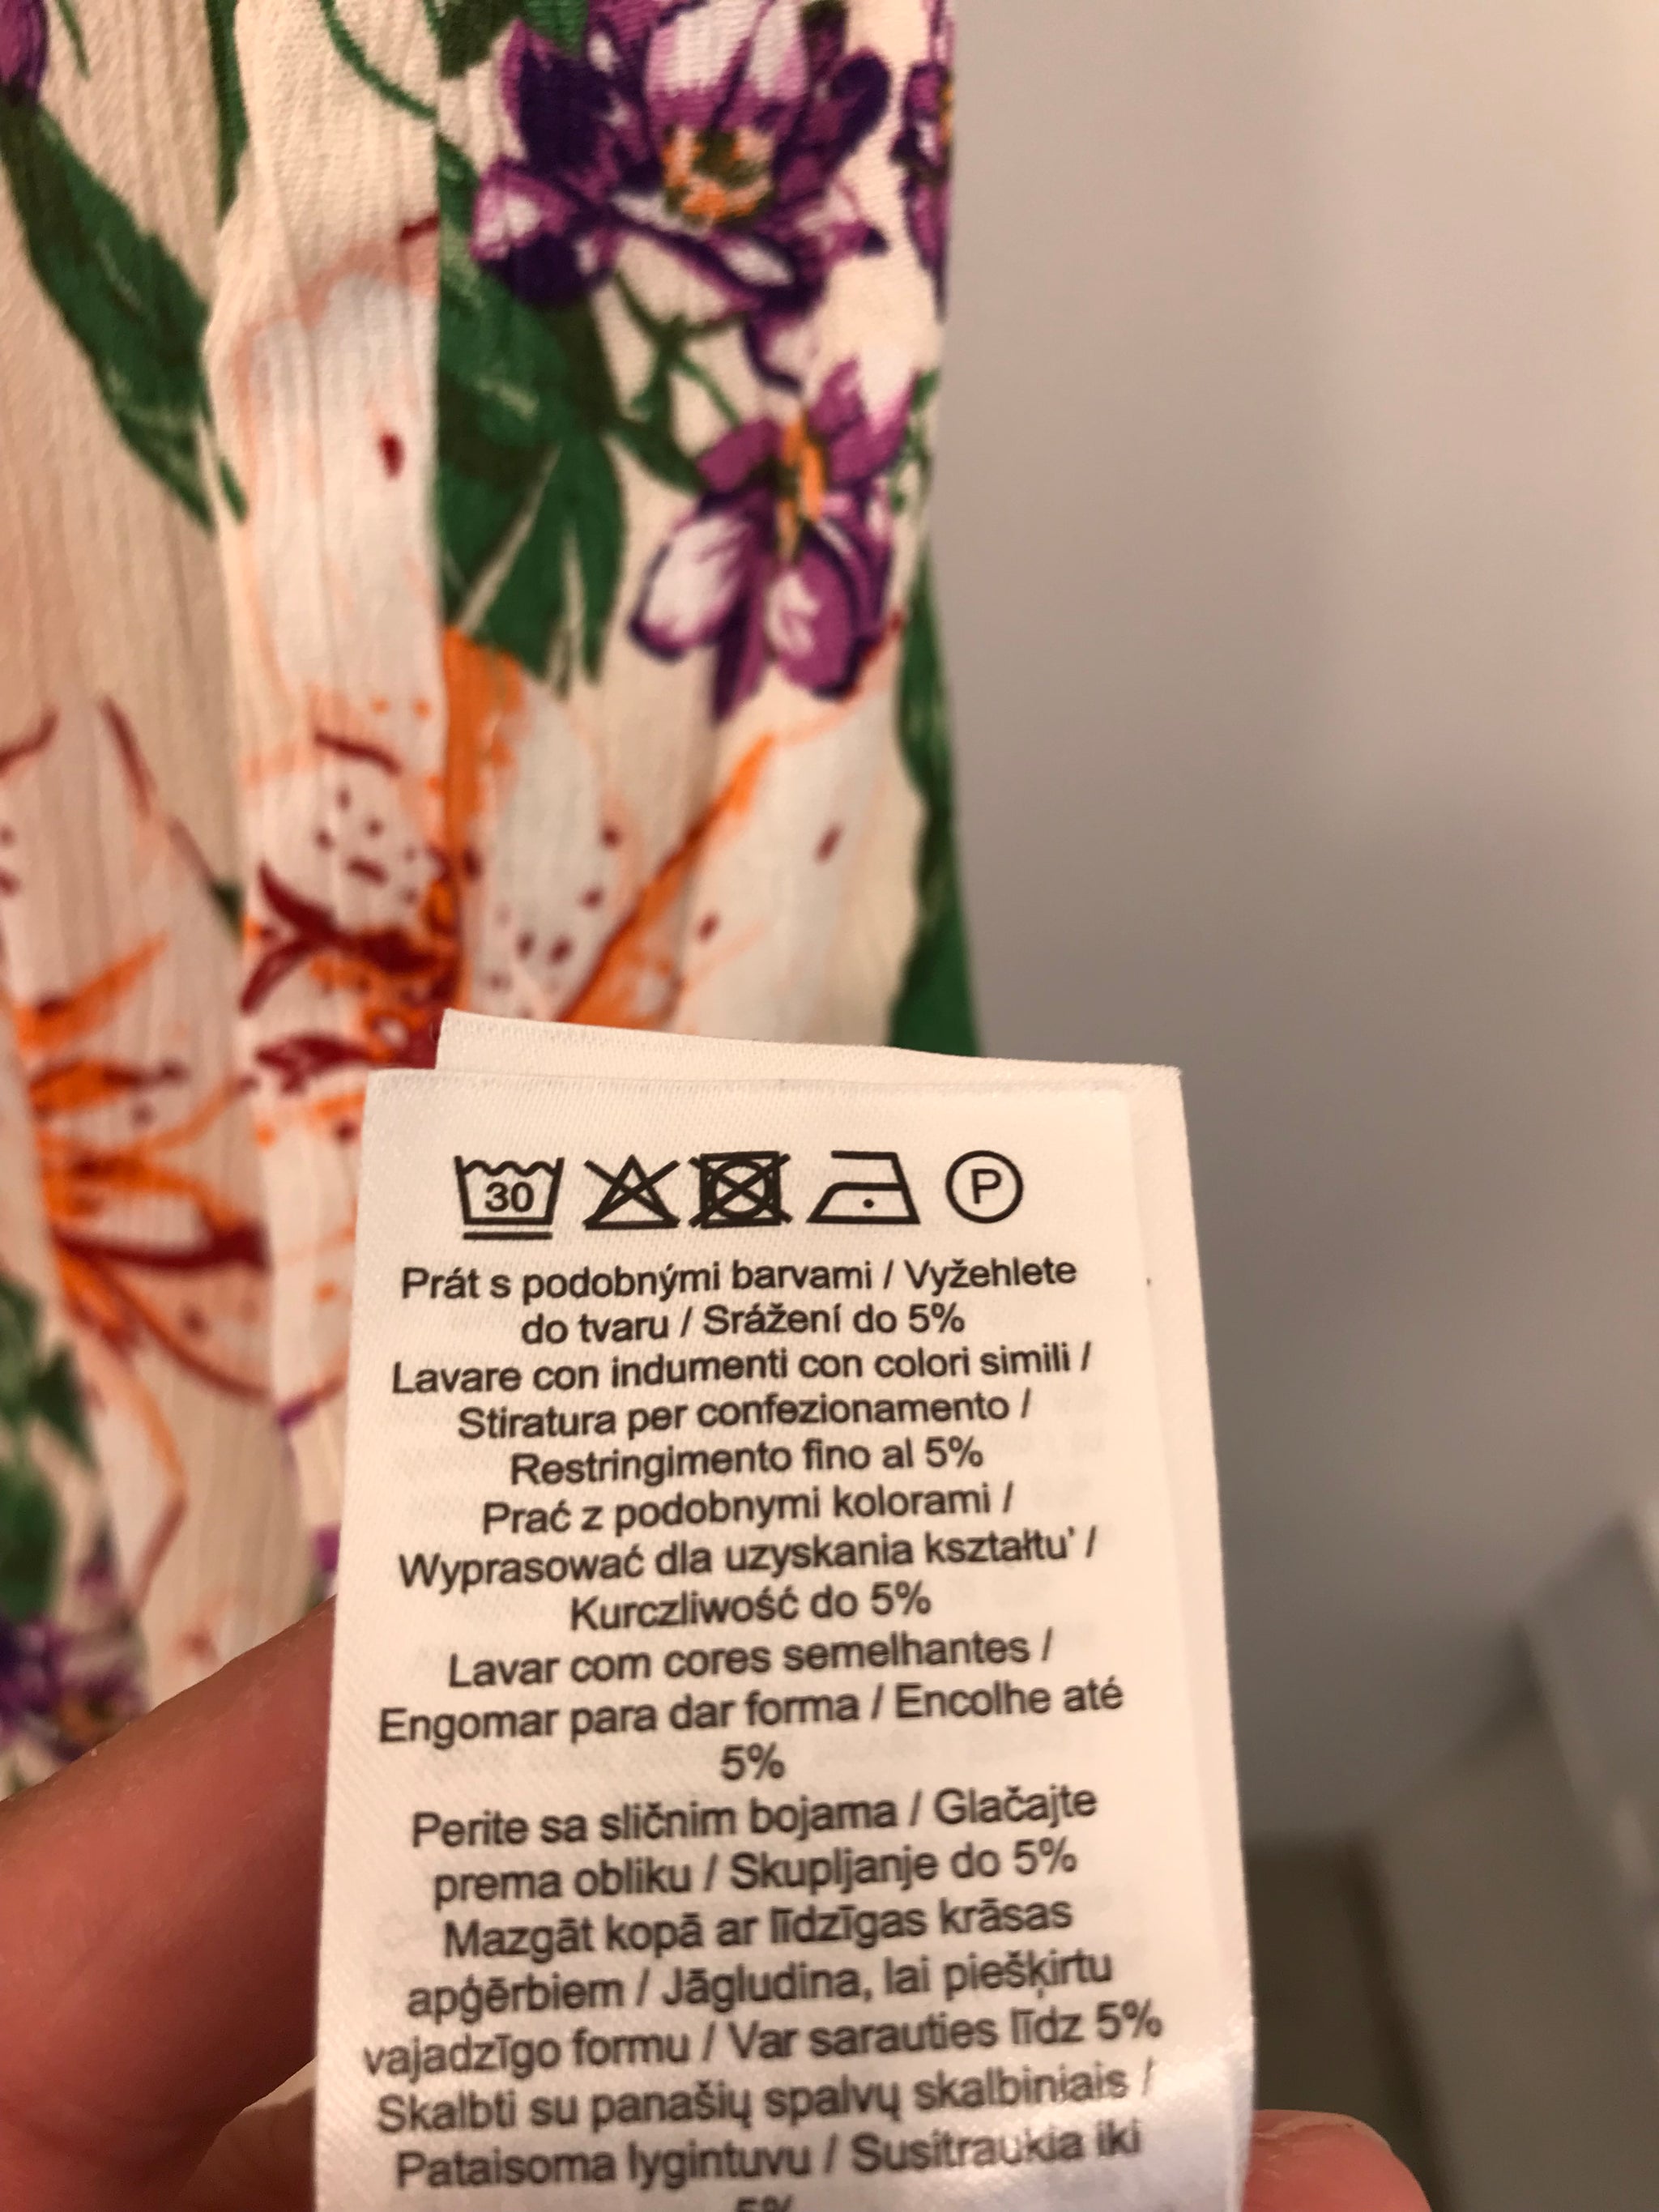 30 P
Prát s podobnými barvami / Vyžehlete
do tvaru / Srážení do 5%
Lavare con indumenti con colori simili /
Stiratura per confezionamento /
Restringimento fino al 5%
Prać z podobnymi kolorami /
Wyprasować dla uzyskania kształtu' /
Kurczliwość do 5%
Lavar com cores semelhantes /
Engomar para dar forma / Encolhe até
5%
Perite sa sličnim bojama / Glačajte
prema obliku / Skupljanje do 5%
Mazgāt kopā ar līdzīgas krāsas
apģērbiem / Jāgludina, lai piešķirtu
vajadzīgo formu / Var sarauties līdz 5%
Skalbti su panašių spalvų skalbiniais /
Pataisoma lygintuvu / Susitraukia iki
5%